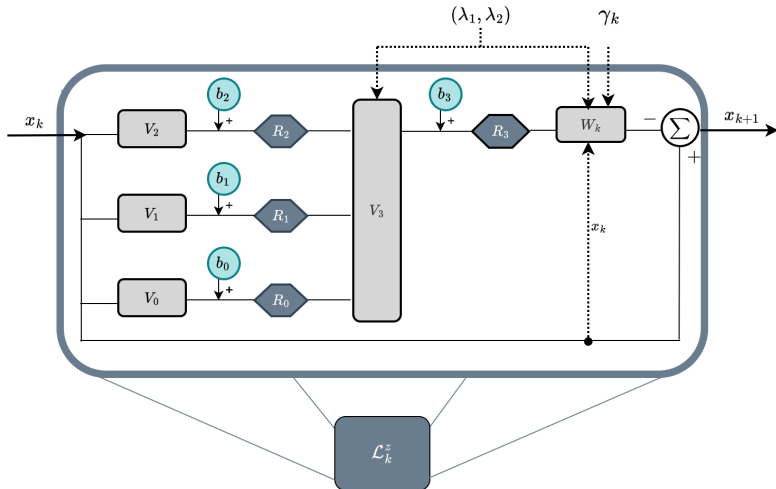 (λ₁, λ₂)
γₖ
xₖ
V₂
b₂
+
R₂
b₃
+
R₃
Wₖ
−
∑
+
xₖ₊₁
V₁
b₁
+
R₁
V₃
xₖ
V₀
b₀
+
R₀
ℒₖᶻ